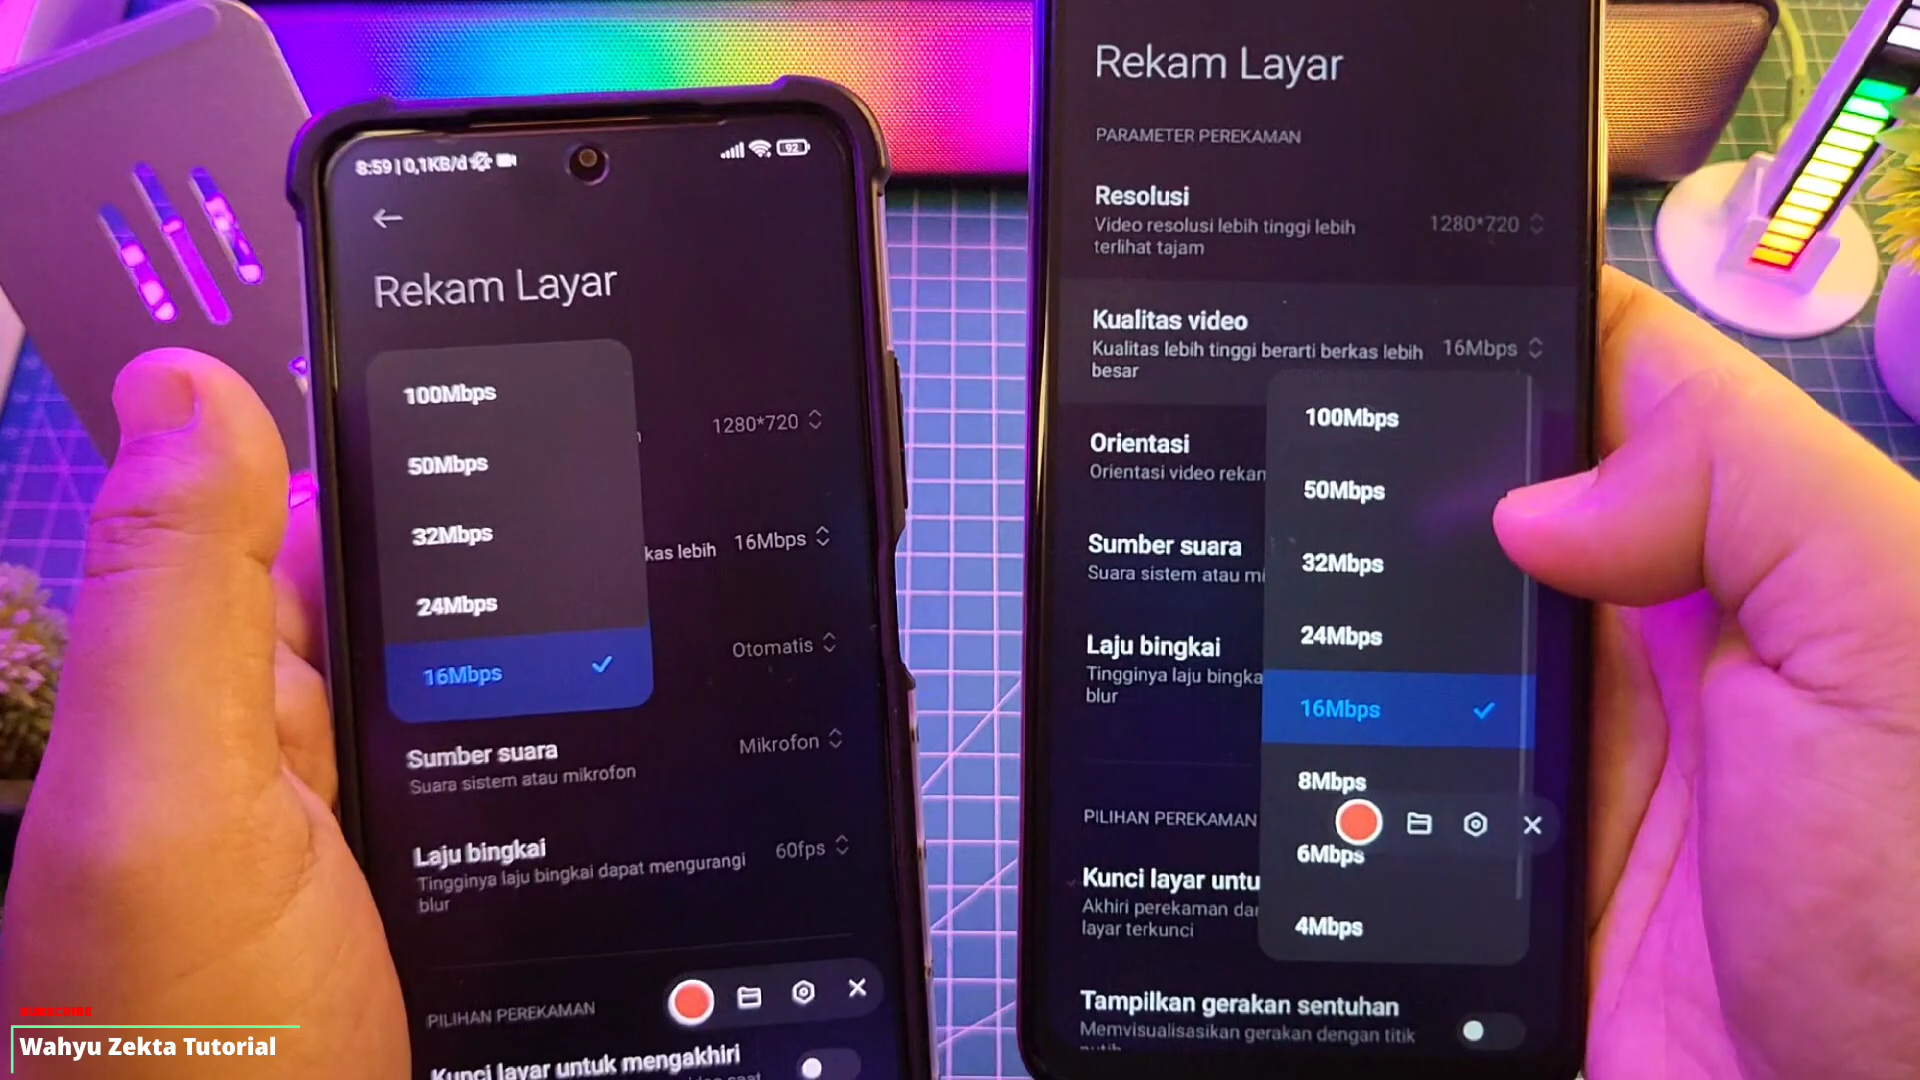 8:59 | 0,1KB/d
92
Rekam Layar
100Mbps
50Mbps
32Mbps
24Mbps
16Mbps
1280*720
kas lebih
16Mbps
Otomatis
Sumber suara
Suara sistem atau mikrofon
Mikrofon
Laju bingkai
Tingginya laju bingkai dapat mengurangi
blur
60fps
PILIHAN PEREKAMAN
Kunci layar untuk mengakhiri
Rekam Layar
PARAMETER PEREKAMAN
Resolusi
Video resolusi lebih tinggi lebih
terlihat tajam
1280*720
Kualitas video
Kualitas lebih tinggi berarti berkas lebih
besar
16Mbps
Orientasi
Orientasi video rekan
Sumber suara
Suara sistem atau mi
Laju bingkai
Tingginya laju bingka
blur
100Mbps
50Mbps
32Mbps
24Mbps
16Mbps
8Mbps
6Mbps
4Mbps
PILIHAN PEREKAMAN
Kunci layar untu
Akhiri perekaman dar
layar terkunci
Tampilkan gerakan sentuhan
Memvisualisasikan gerakan dengan titik
SUBSCRIBE
Wahyu Zekta Tutorial